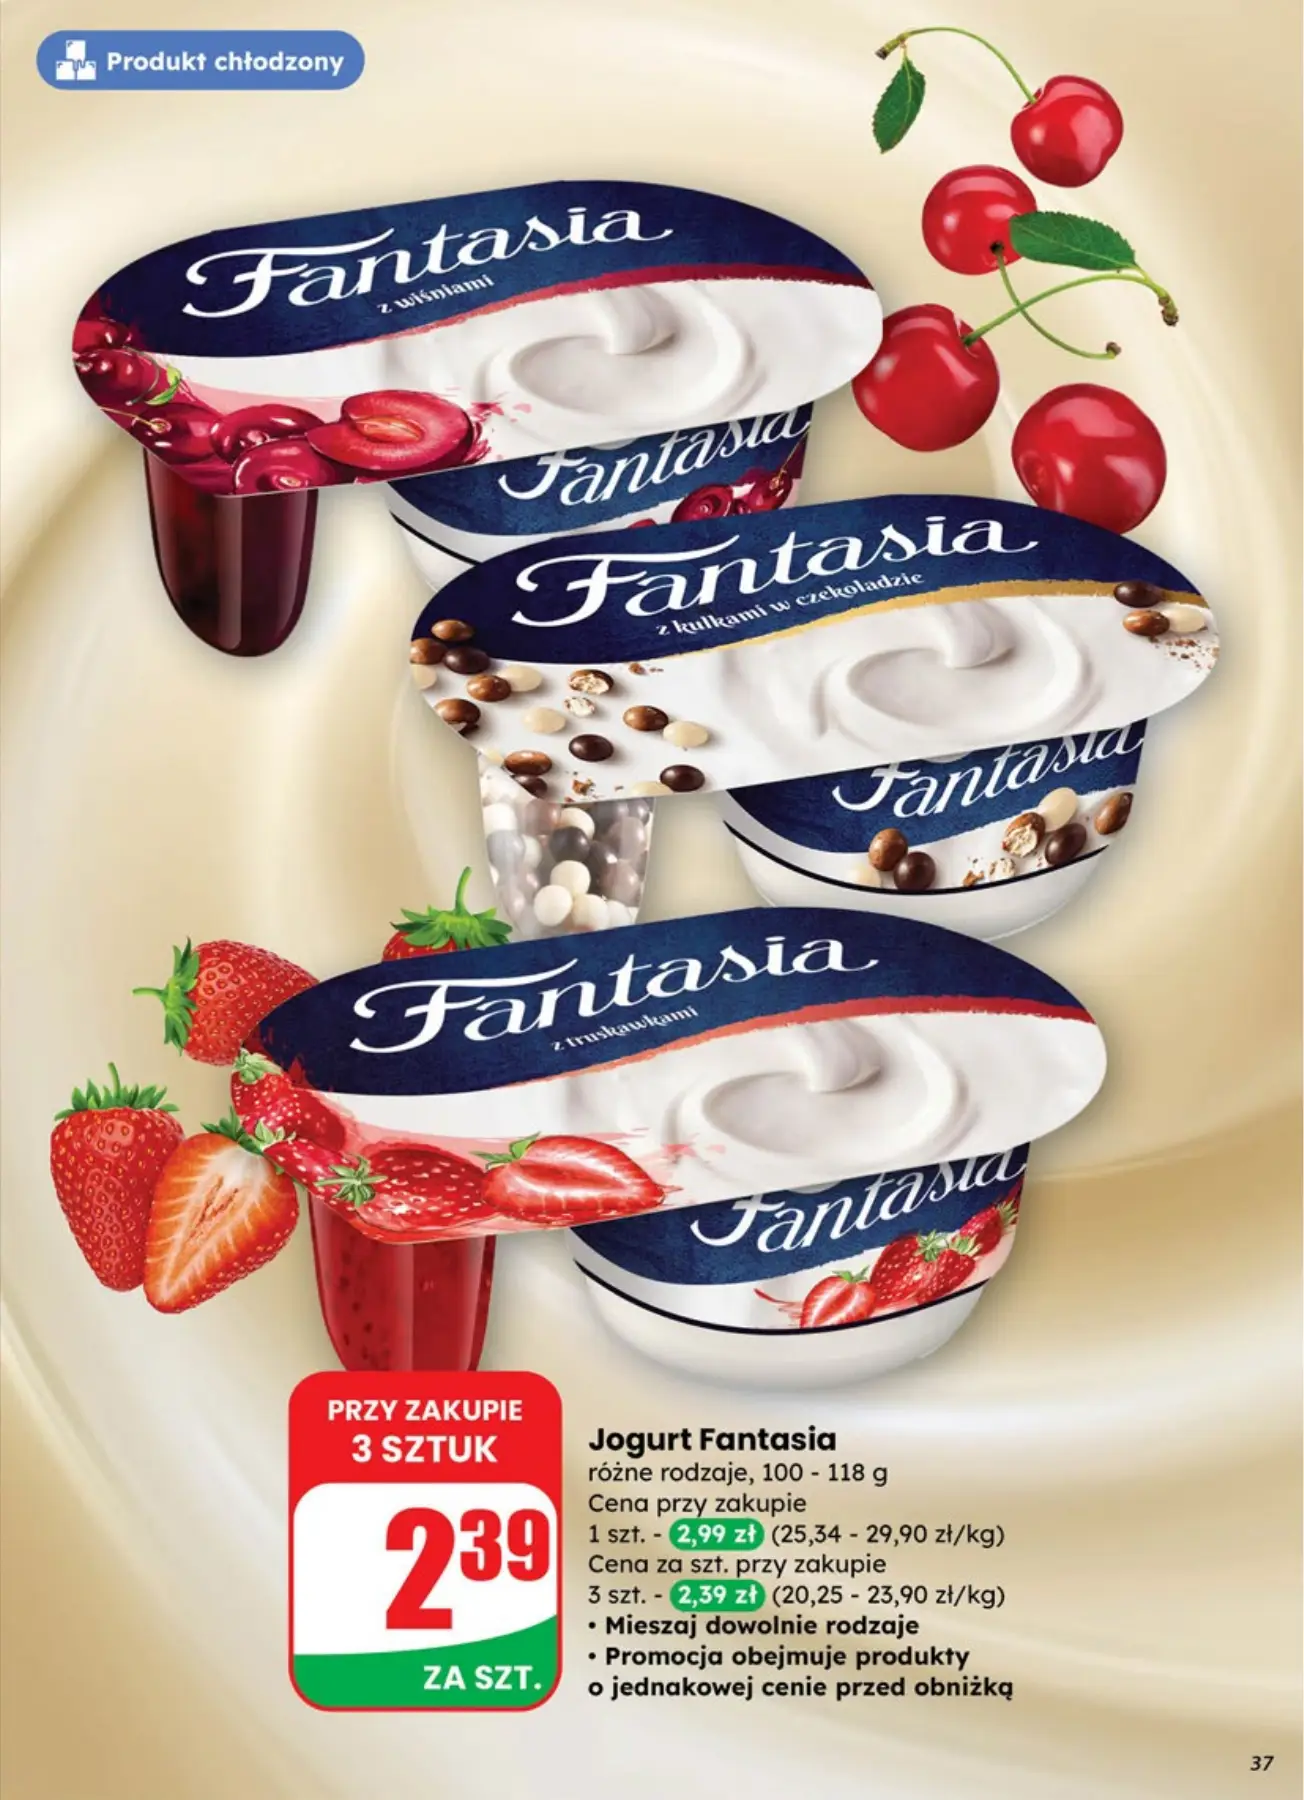 Produkt chłodzony
Fantasia
z wiśniami
Fantasia
Fantasia
z kulkami w czekoladzie
Fantasia
Fantasia
z truskawkami
Fantasia
PRZY ZAKUPIE
3 SZTUK
2 39
ZA SZT.
Jogurt Fantasia
różne rodzaje, 100 - 118 g
Cena przy zakupie
1 szt. - 2,99 zł (25,34 - 29,90 zł/kg)
Cena za szt. przy zakupie
3 szt. - 2,39 zł (20,25 - 23,90 zł/kg)
• Mieszaj dowolnie rodzaje
• Promocja obejmuje produkty
o jednakowej cenie przed obniżką
37